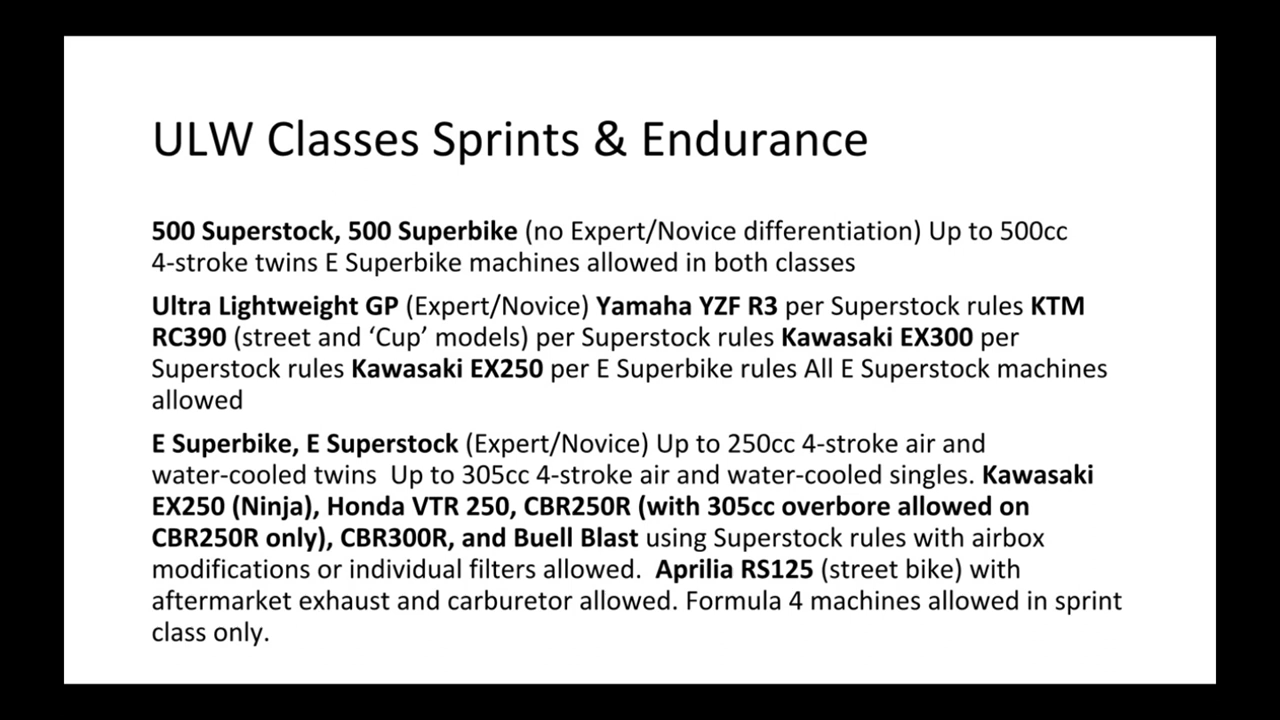 ULW Classes Sprints & Endurance
500 Superstock, 500 Superbike (no Expert/Novice differentiation) Up to 500cc
4-stroke twins E Superbike machines allowed in both classes
Ultra Lightweight GP (Expert/Novice) Yamaha YZF R3 per Superstock rules KTM
RC390 (street and ‘Cup’ models) per Superstock rules Kawasaki EX300 per
Superstock rules Kawasaki EX250 per E Superbike rules All E Superstock machines
allowed
E Superbike, E Superstock (Expert/Novice) Up to 250cc 4-stroke air and
water-cooled twins  Up to 305cc 4-stroke air and water-cooled singles. Kawasaki
EX250 (Ninja), Honda VTR 250, CBR250R (with 305cc overbore allowed on
CBR250R only), CBR300R, and Buell Blast using Superstock rules with airbox
modifications or individual filters allowed.  Aprilia RS125 (street bike) with
aftermarket exhaust and carburetor allowed. Formula 4 machines allowed in sprint
class only.